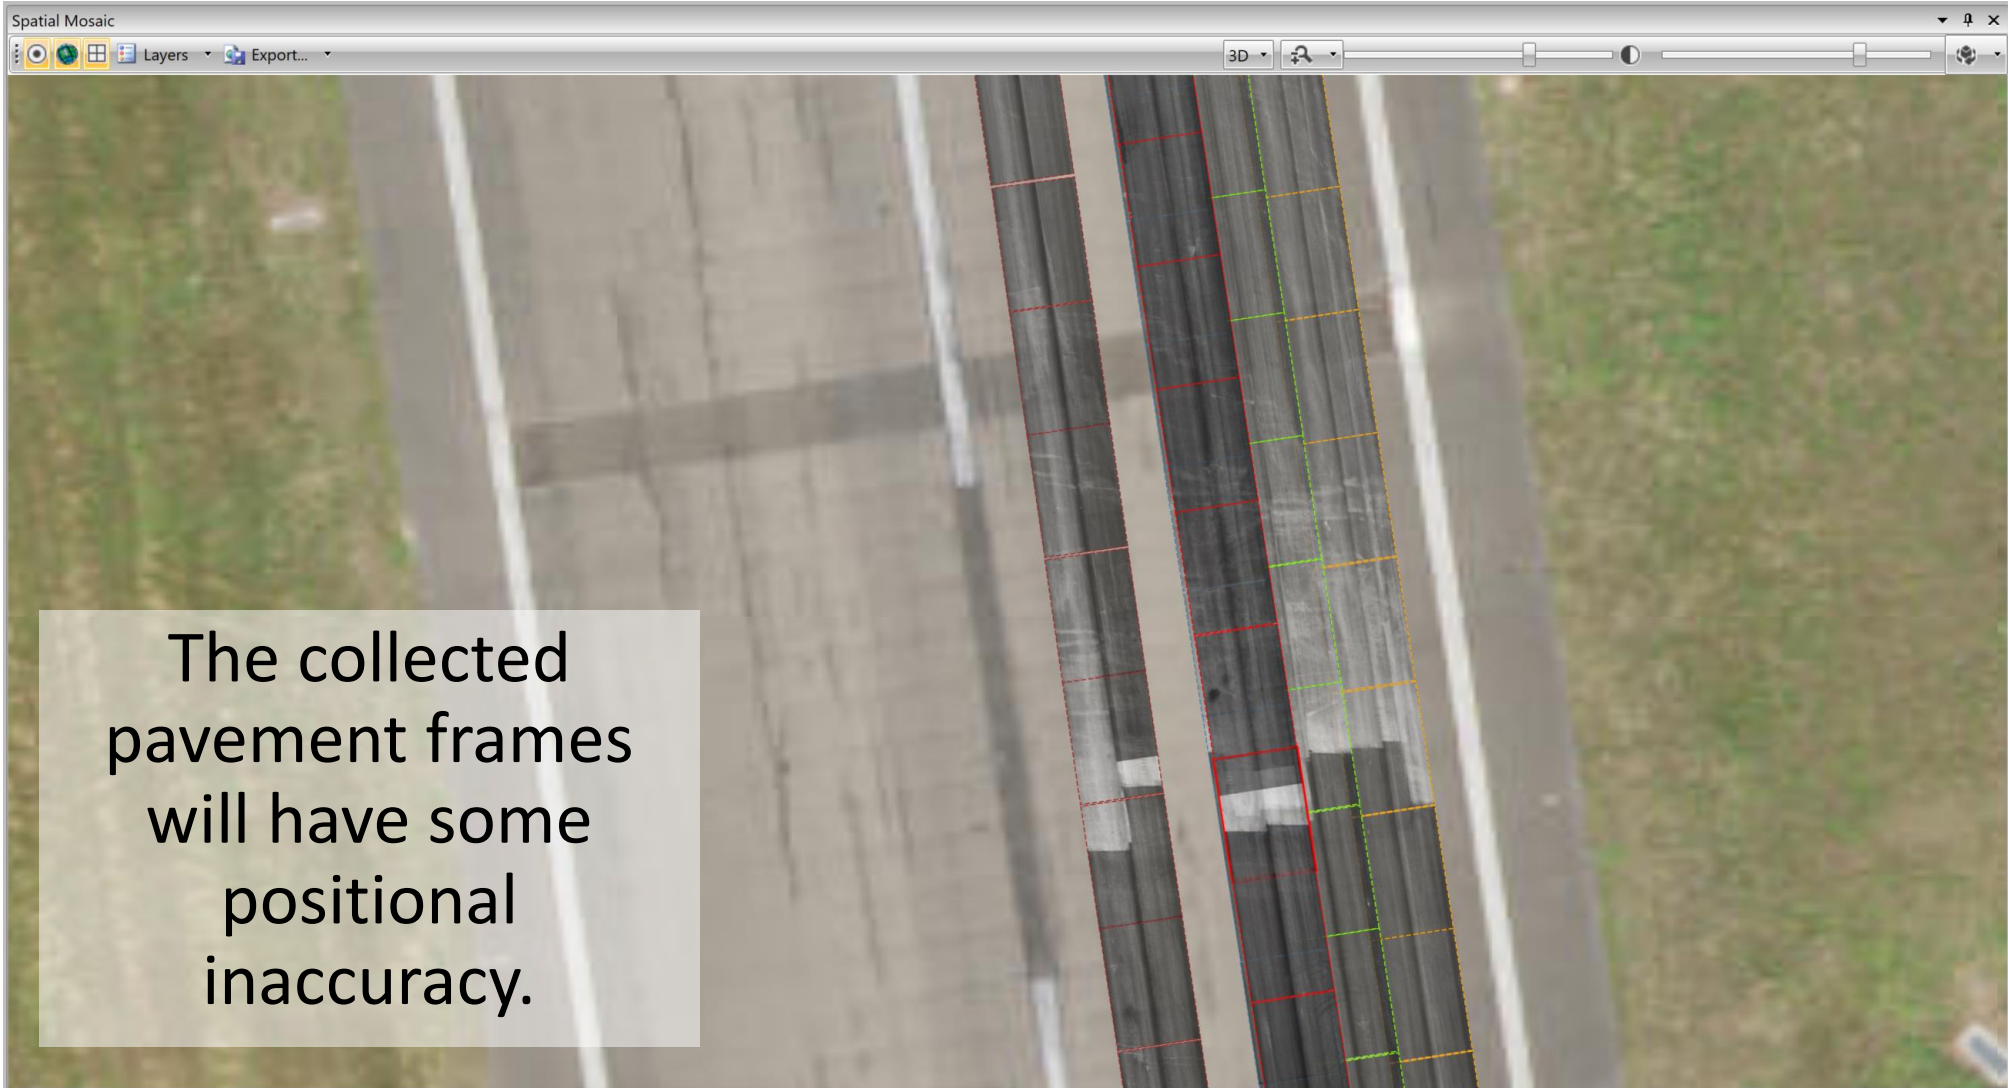 Spatial Mosaic
Layers
Export...
3D
The collected
pavement frames
will have some
positional
inaccuracy.